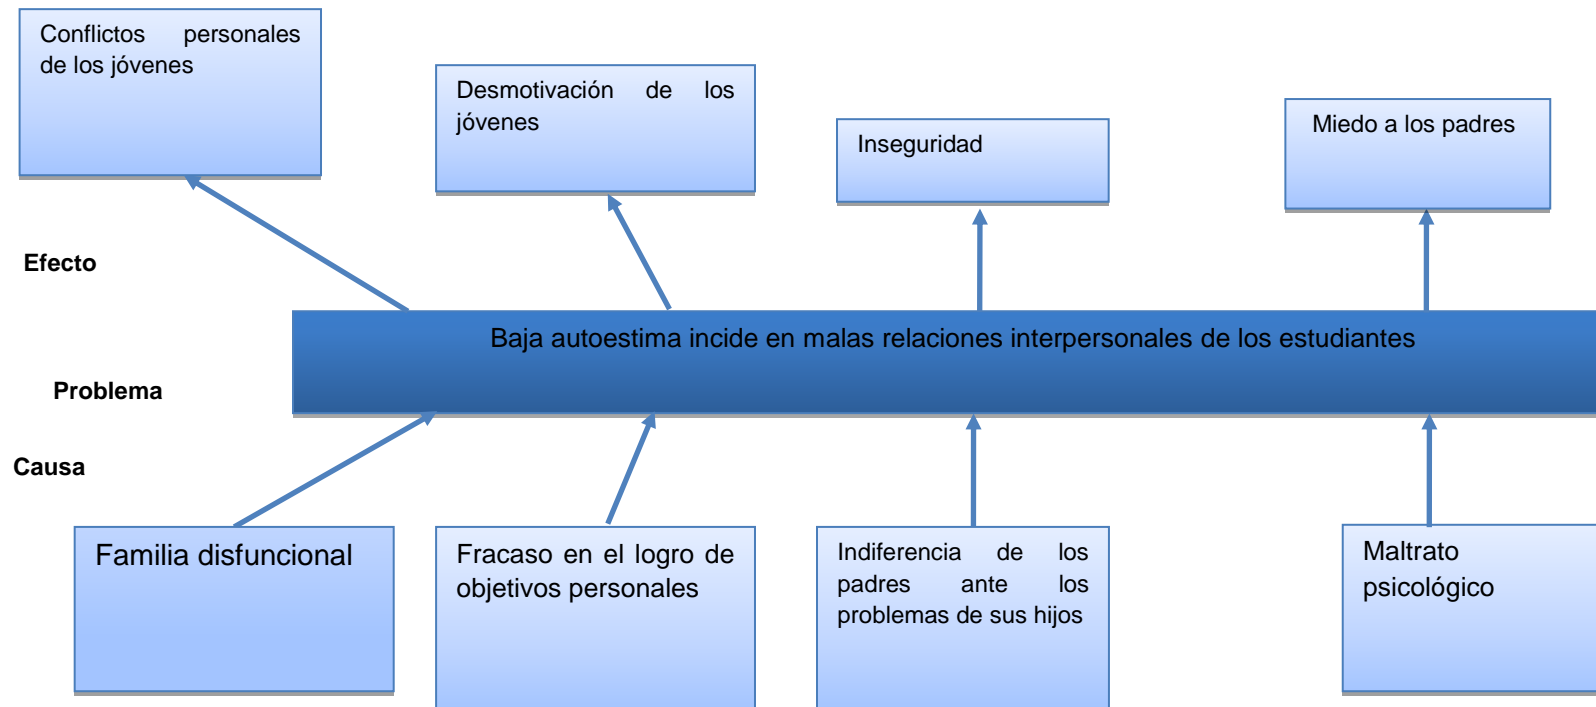 Conflictos personales
de los jóvenes
Desmotivación de los
jóvenes
Inseguridad
Miedo a los padres
Efecto
Baja autoestima incide en malas relaciones interpersonales de los estudiantes
Problema
Causa
Familia disfuncional
Fracaso en el logro de
objetivos personales
Indiferencia de los
padres ante los
problemas de sus hijos
Maltrato
psicológico